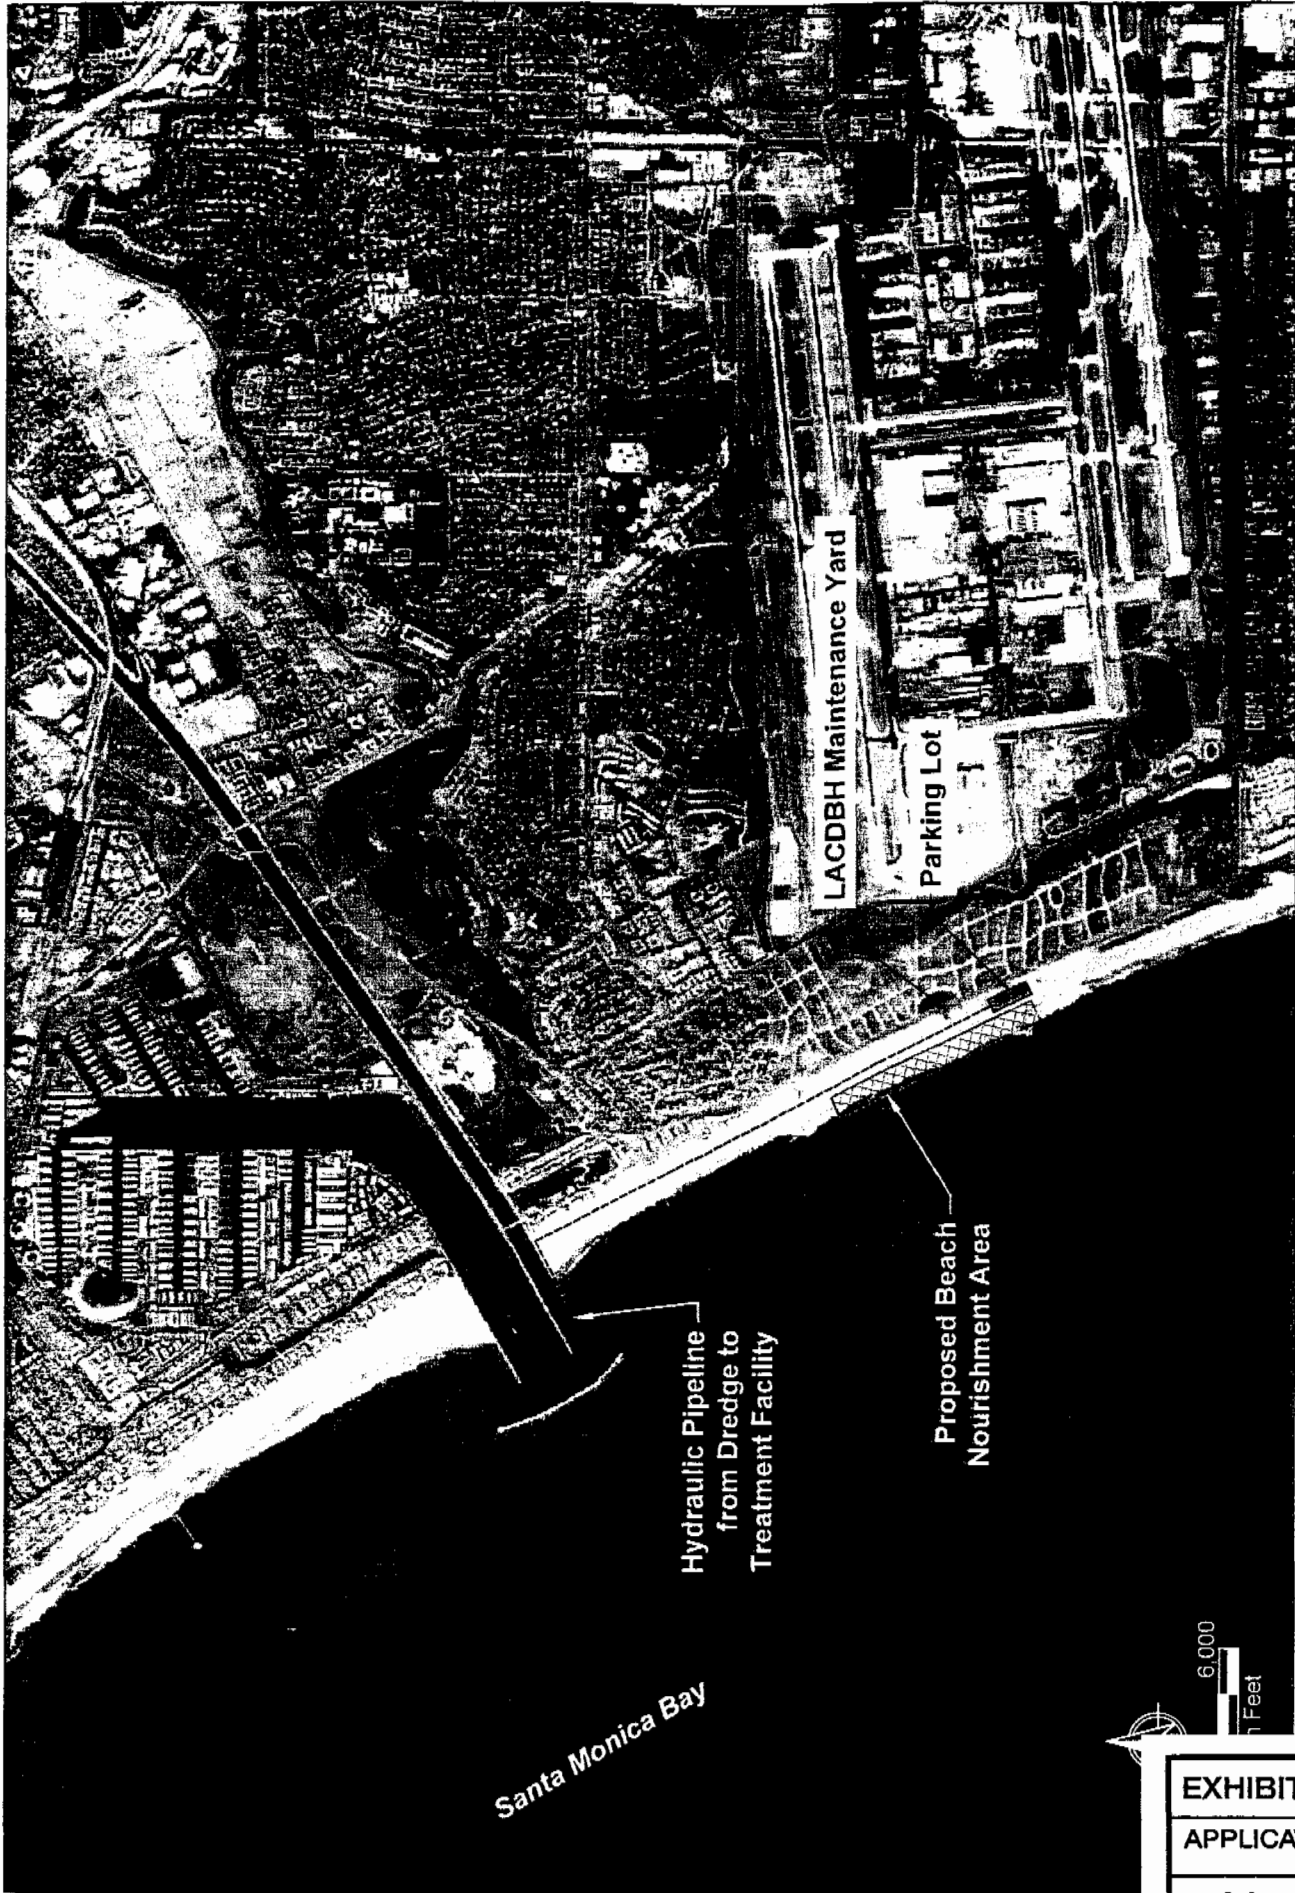 LACDBH Maintenance Yard
Parking Lot
Hydraulic Pipeline
from Dredge to
Treatment Facility
Proposed Beach
Nourishment Area
Santa Monica Bay
6,000
Feet
EXHIBIT